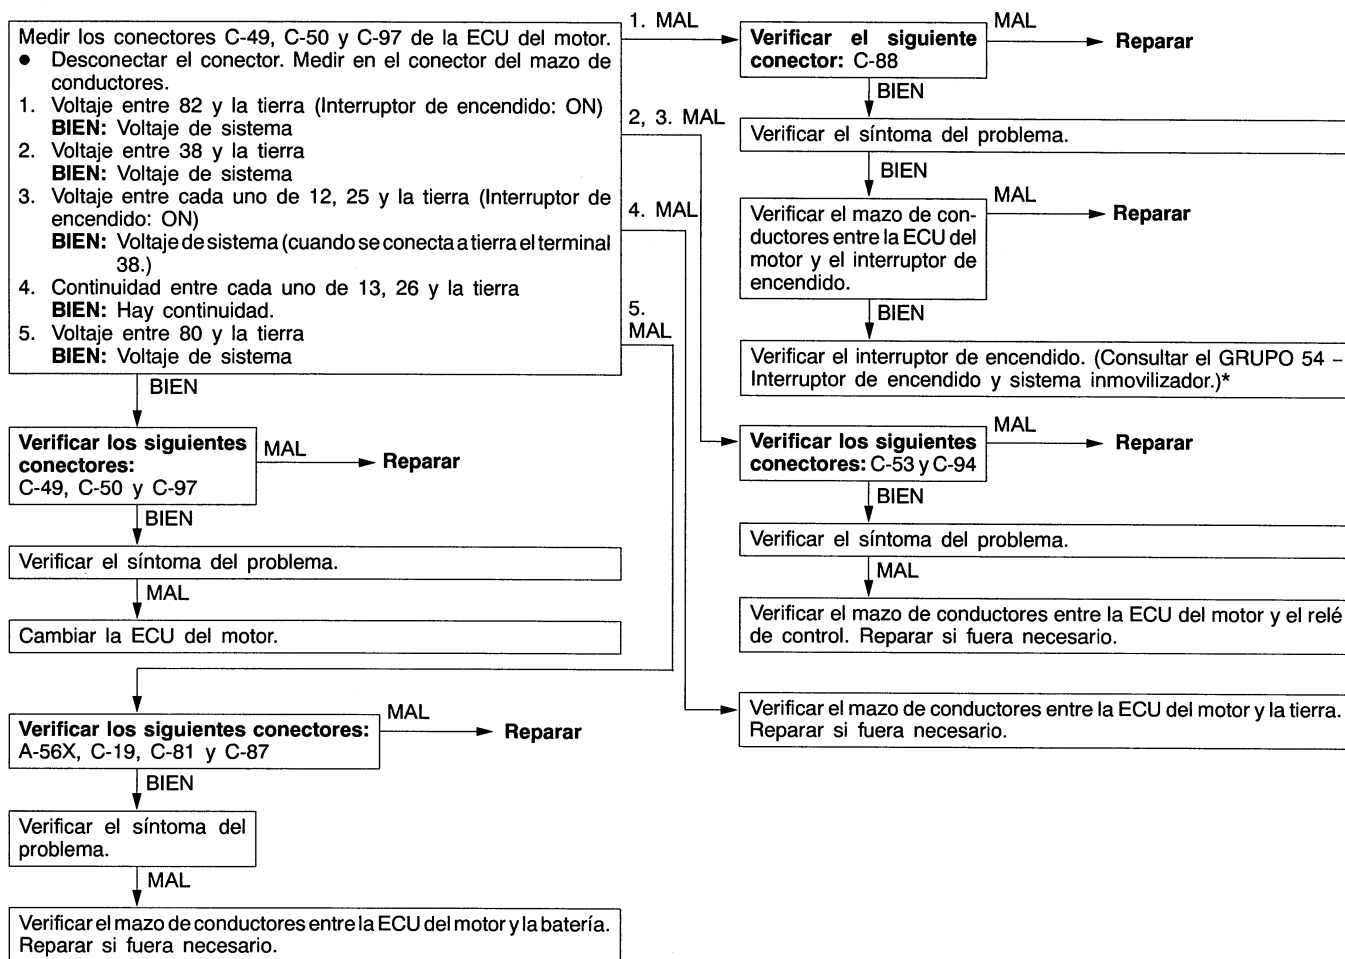 Medir los conectores C-49, C-50 y C-97 de la ECU del motor.
● Desconectar el conector. Medir en el conector del mazo de
conductores.
1. Voltaje entre 82 y la tierra (Interruptor de encendido: ON)
BIEN: Voltaje de sistema
2. Voltaje entre 38 y la tierra
BIEN: Voltaje de sistema
3. Voltaje entre cada uno de 12, 25 y la tierra (Interruptor de
encendido: ON)
BIEN: Voltaje de sistema (cuando se conecta a tierra el terminal
38.)
4. Continuidad entre cada uno de 13, 26 y la tierra
BIEN: Hay continuidad.
5. Voltaje entre 80 y la tierra
BIEN: Voltaje de sistema
BIEN
Verificar los siguientes
conectores:
C-49, C-50 y C-97
MAL
Reparar
BIEN
Verificar el síntoma del problema.
MAL
Cambiar la ECU del motor.
1. MAL
Verificar el siguiente
conector: C-88
MAL
Reparar
BIEN
Verificar el síntoma del problema.
BIEN
Verificar el mazo de con-
ductores entre la ECU del
motor y el interruptor de
encendido.
MAL
Reparar
BIEN
Verificar el interruptor de encendido. (Consultar el GRUPO 54 –
Interruptor de encendido y sistema inmovilizador.)*
2, 3. MAL
Verificar los siguientes
conectores: C-53 y C-94
MAL
Reparar
BIEN
Verificar el síntoma del problema.
MAL
Verificar el mazo de conductores entre la ECU del motor y el relé
de control. Reparar si fuera necesario.
4. MAL
Verificar el mazo de conductores entre la ECU del motor y la tierra.
Reparar si fuera necesario.
5.
MAL
Verificar los siguientes conectores:
A-56X, C-19, C-81 y C-87
MAL
Reparar
BIEN
Verificar el síntoma del
problema.
MAL
Verificar el mazo de conductores entre la ECU del motor y la batería.
Reparar si fuera necesario.